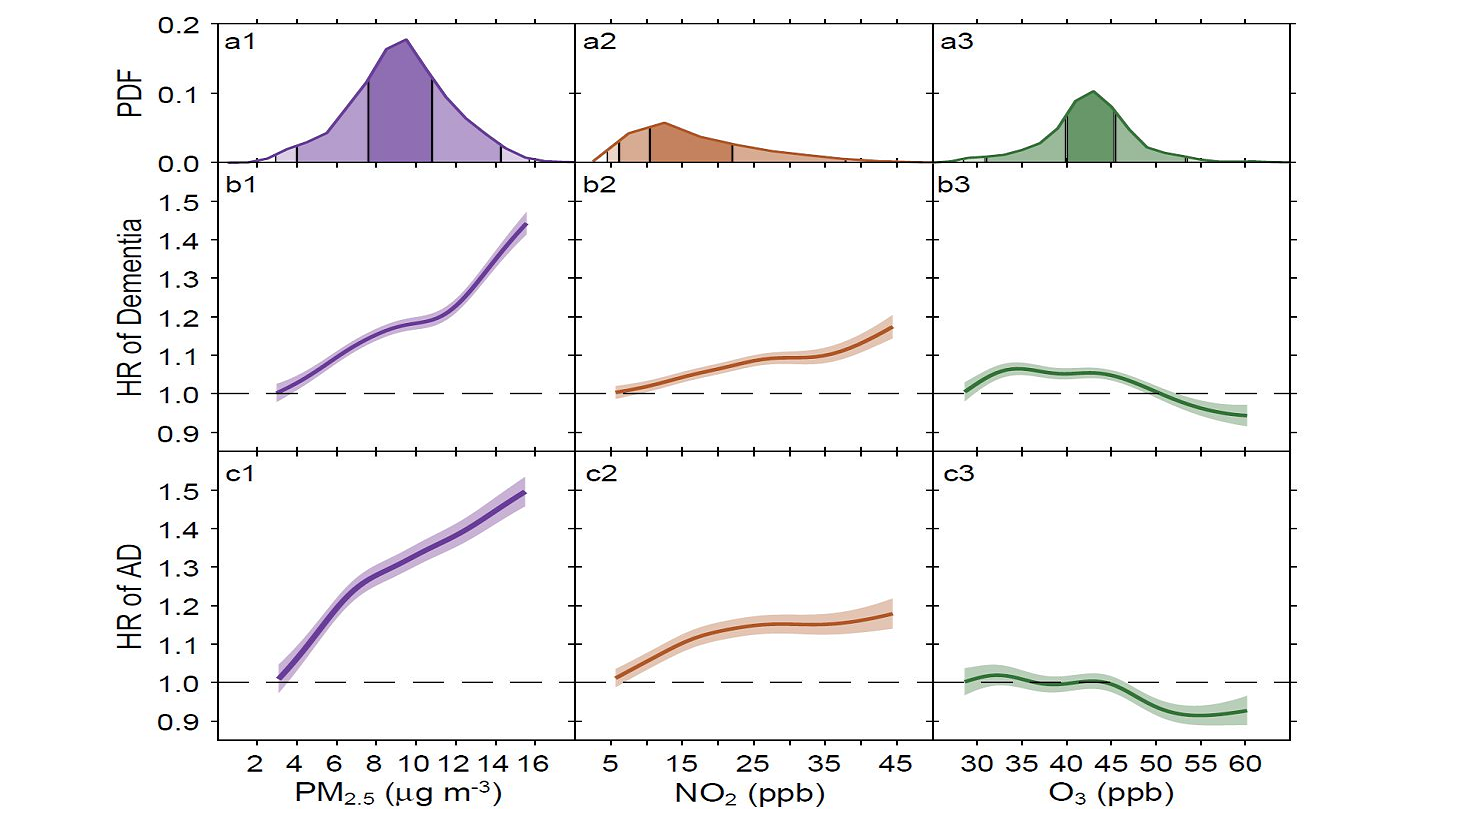 PDF
0.2
0.1
0.0
a1
a2
a3
HR of Dementia
1.5
1.4
1.3
1.2
1.1
1.0
0.9
b1
b2
b3
HR of AD
1.5
1.4
1.3
1.2
1.1
1.0
0.9
c1
c2
c3
2 4 6 8 10 12 14 16
5 15 25 35 45
30 35 40 45 50 55 60
PM₂.₅ (μg m⁻³)
NO₂ (ppb)
O₃ (ppb)